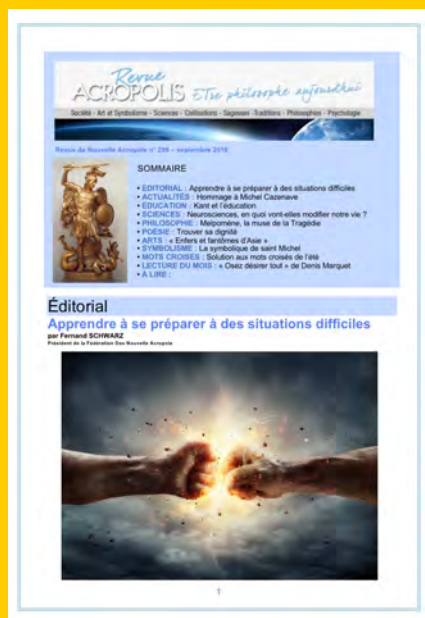 Revue
ACROPOLIS Etre philosophe aujourdhui
Société - Art et Symbolisme - Sciences - Civilisations - Sagesses - Traditions - Philosophies - Psychologie
Revue de Nouvelle Acropole n° 299 – septembre 2018
SOMMAIRE
• EDITORIAL : Apprendre à se préparer à des situations difficiles
• ACTUALITÉS : Hommage à Michel Cazenave
• ÉDUCATION : Kant et l'éducation
• SCIENCES : Neurosciences, en quoi vont-elles modifier notre vie ?
• PHILOSOPHIE : Melpomène, la muse de la Tragédie
• POÉSIE : Trouver sa dignité
• ARTS : « Enfers et fantômes d'Asie »
• SYMBOLISME : La symbolique de saint Michel
• MOTS CROISÉS : Solution aux mots croisés de l'été
• LECTURE DU MOIS : « Osez désirer tout » de Denis Marquet
• À LIRE :
Éditorial
Apprendre à se préparer à des situations difficiles
par Fernand SCHWARZ
Président de la Fédération Des Nouvelle Acropole
1